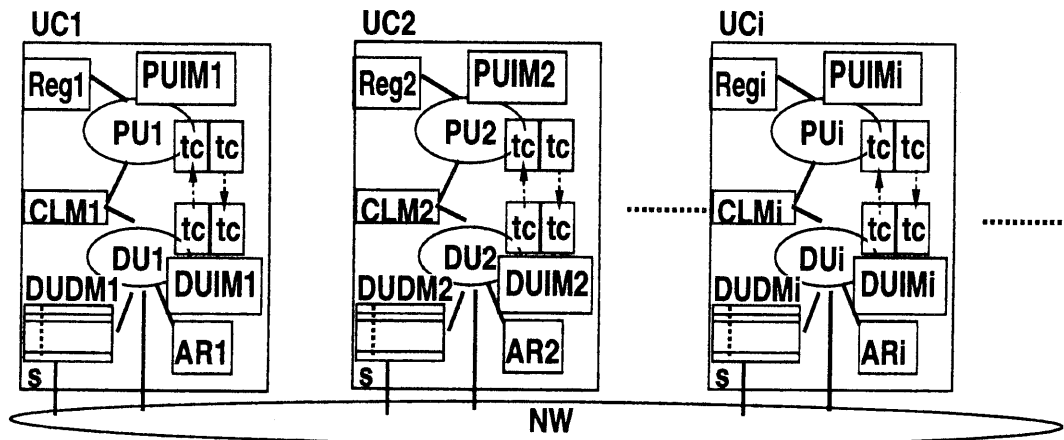 UC1
Reg1
PUIM1
PU1
tc tc
CLM1
tc tc
DU1
DUDM1
DUIM1
AR1
s
UC2
Reg2
PUIM2
PU2
tc tc
CLM2
tc tc
DU2
DUDM2
DUIM2
AR2
s
UCi
Regi
PUIMi
PUi
tc tc
CLMi
tc tc
DUi
DUDMi
DUIMi
ARi
s
NW